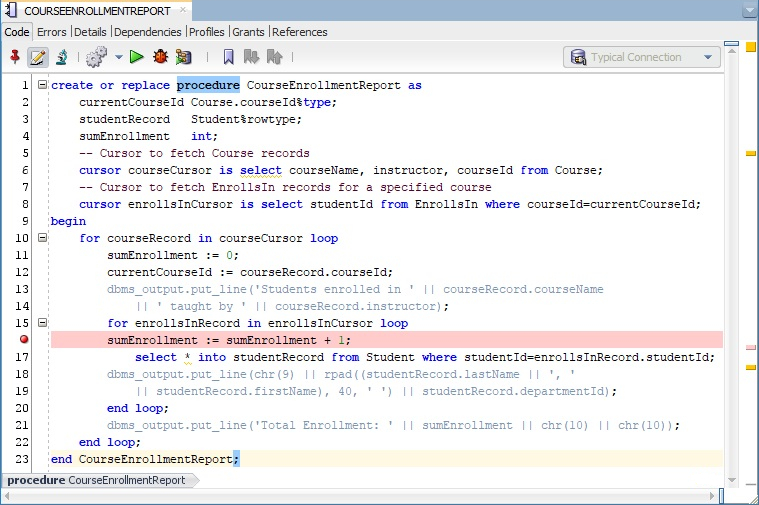 COURSEENROLLMENTREPORT
Code Errors Details Dependencies Profiles Grants References
Typical Connection
1 create or replace procedure CourseEnrollmentReport as
2 currentCourseId Course.courseId%type;
3 studentRecord Student%rowtype;
4 sumEnrollment int;
5 -- Cursor to fetch Course records
6 cursor courseCursor is select courseName, instructor, courseId from Course;
7 -- Cursor to fetch EnrollsIn records for a specified course
8 cursor enrollsInCursor is select studentId from EnrollsIn where courseId=currentCourseId;
9 begin
10 for courseRecord in courseCursor loop
11 sumEnrollment := 0;
12 currentCourseId := courseRecord.courseId;
13 dbms_output.put_line('Students enrolled in ' || courseRecord.courseName
14 || ' taught by ' || courseRecord.instructor);
15 for enrollsInRecord in enrollsInCursor loop
sumEnrollment := sumEnrollment + 1;
17 select * into studentRecord from Student where studentId=enrollsInRecord.studentId;
18 dbms_output.put_line(chr(9) || rpad((studentRecord.lastName || ', '
19 || studentRecord.firstName), 40, ' ') || studentRecord.departmentId);
20 end loop;
21 dbms_output.put_line('Total Enrollment: ' || sumEnrollment || chr(10) || chr(10));
22 end loop;
23 end CourseEnrollmentReport;
procedure CourseEnrollmentReport